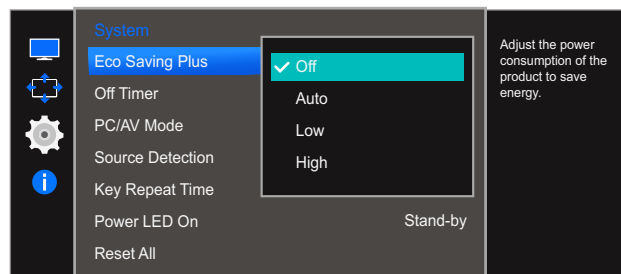 System
Eco Saving Plus
Off Timer
PC/AV Mode
Source Detection
Key Repeat Time
Power LED On Stand-by
Reset All
Off
Auto
Low
High
Adjust the power
consumption of the
product to save
energy.